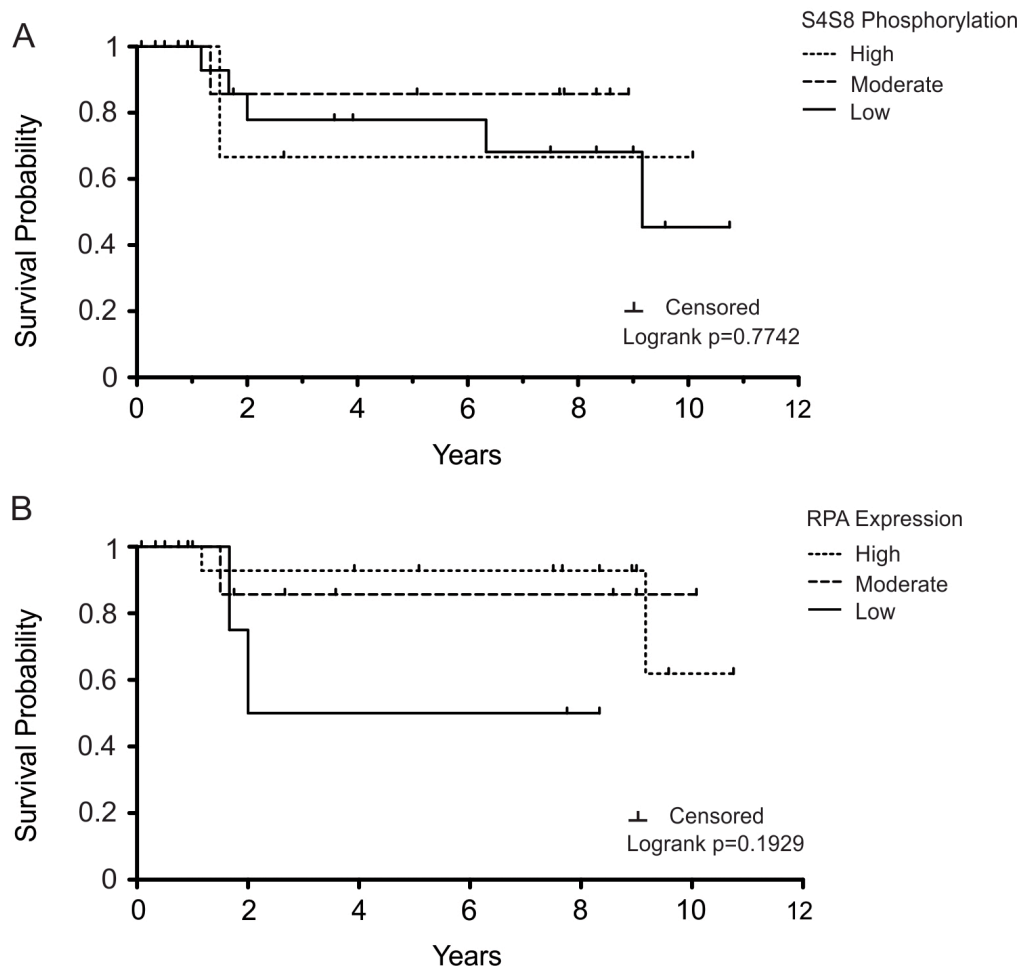 A
S4S8 Phosphorylation
High
Moderate
Low
Survival Probability
1
0.8
0.6
0.4
0.2
0
Censored
Logrank p=0.7742
0 2 4 6 8 10 12
Years
B
RPA Expression
High
Moderate
Low
Survival Probability
1
0.8
0.6
0.4
0.2
0
Censored
Logrank p=0.1929
0 2 4 6 8 10 12
Years